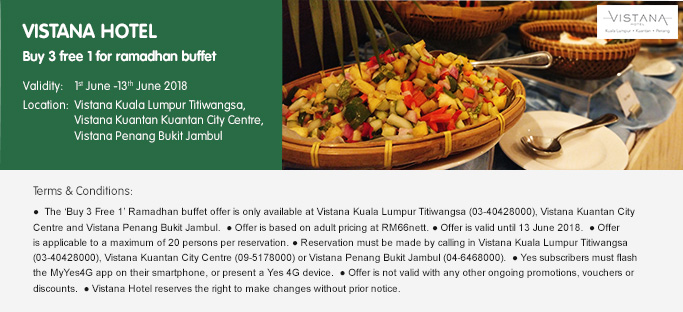 VISTANA HOTEL
Buy 3 free 1 for ramadhan buffet
Validity: 1st June -13th June 2018
Location: Vistana Kuala Lumpur Titiwangsa,
Vistana Kuantan Kuantan City Centre,
Vistana Penang Bukit Jambul
VISTANA
HOTEL
Kuala Lumpur • Kuantan • Penang
Terms & Conditions:
● The 'Buy 3 Free 1' Ramadhan buffet offer is only available at Vistana Kuala Lumpur Titiwangsa (03-40428000), Vistana Kuantan City
Centre and Vistana Penang Bukit Jambul. ● Offer is based on adult pricing at RM66nett. ● Offer is valid until 13 June 2018. ● Offer
is applicable to a maximum of 20 persons per reservation. ● Reservation must be made by calling in Vistana Kuala Lumpur Titiwangsa
(03-40428000), Vistana Kuantan City Centre (09-5178000) or Vistana Penang Bukit Jambul (04-6468000). ● Yes subscribers must flash
the MyYes4G app on their smartphone, or present a Yes 4G device. ● Offer is not valid with any other ongoing promotions, vouchers or
discounts. ● Vistana Hotel reserves the right to make changes without prior notice.